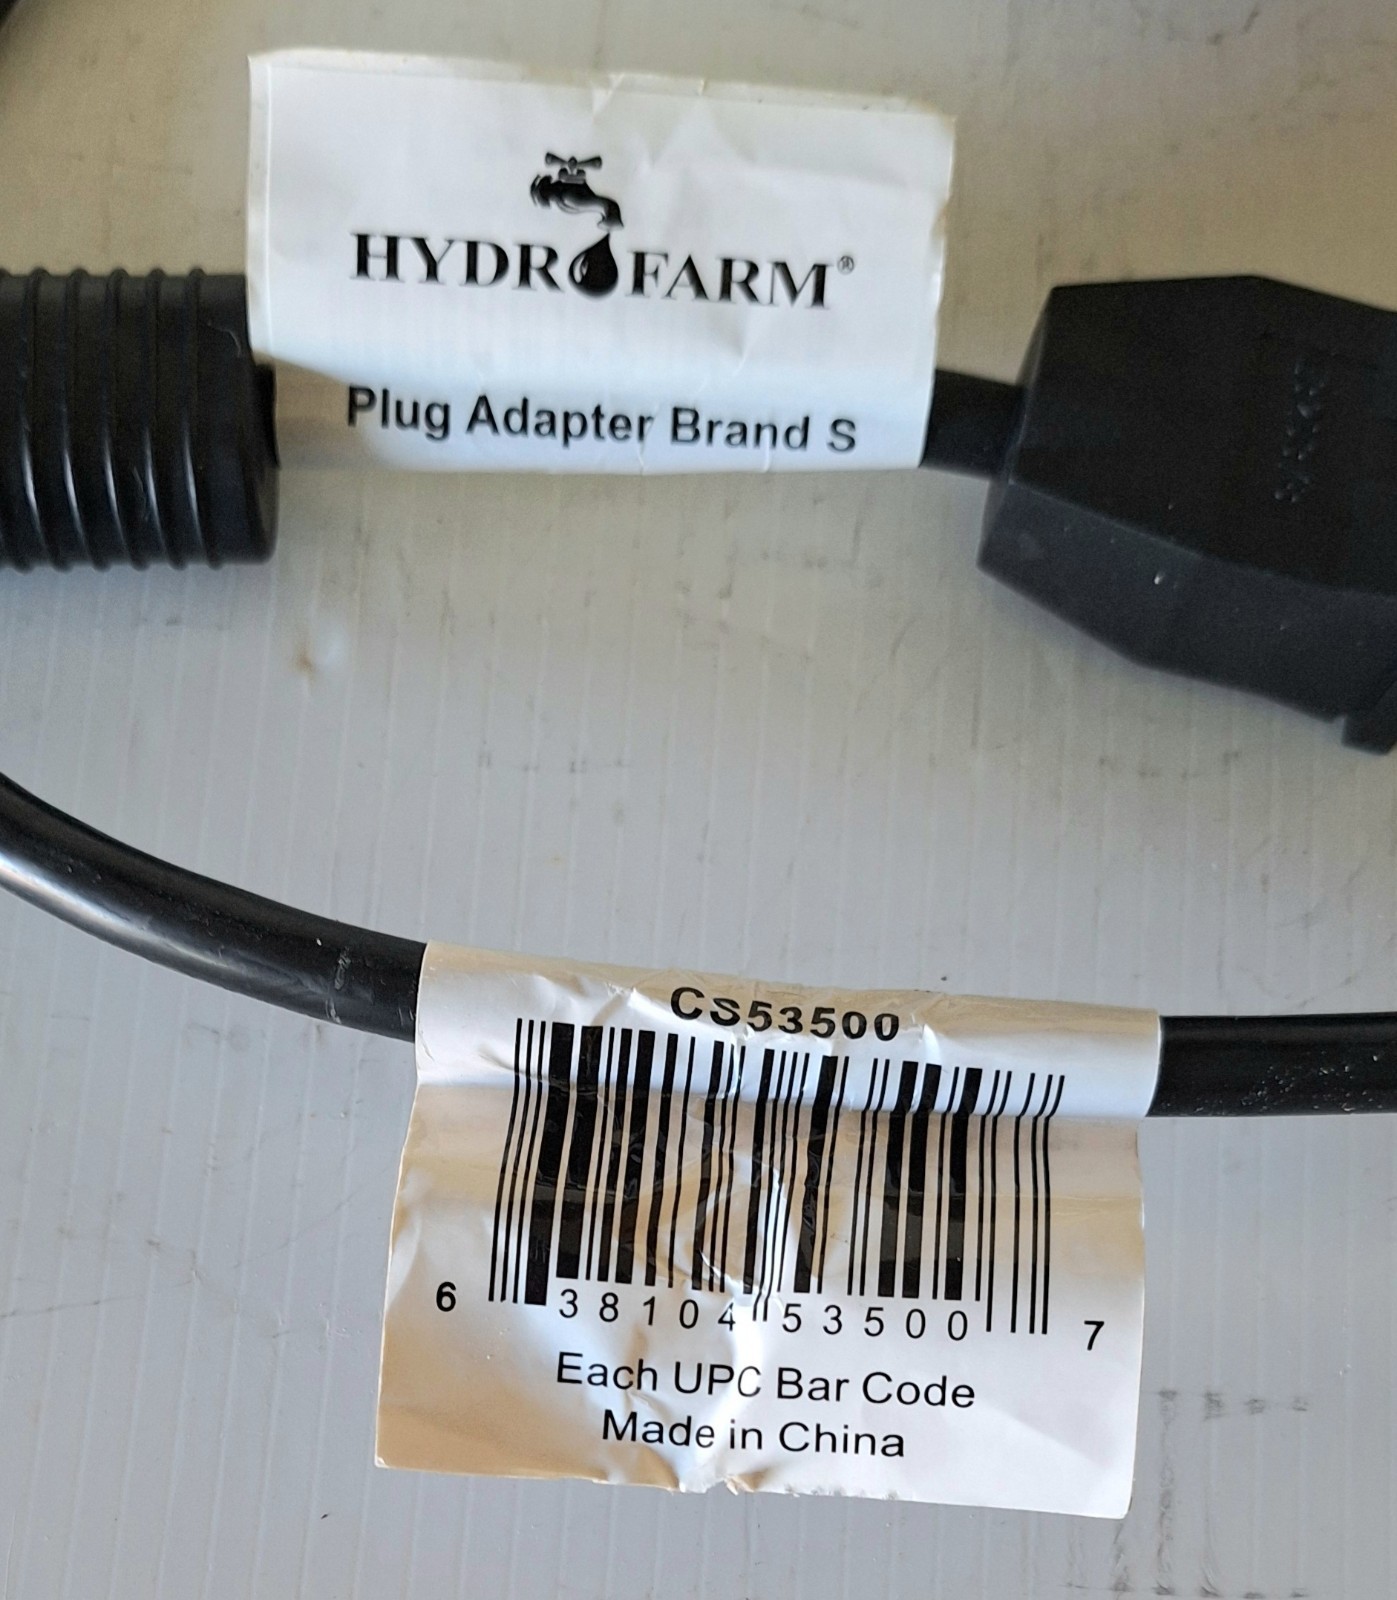 HYDROFARM®
Plug Adapter Brand S
CS53500
6 38104 53500 7
Each UPC Bar Code
Made in China